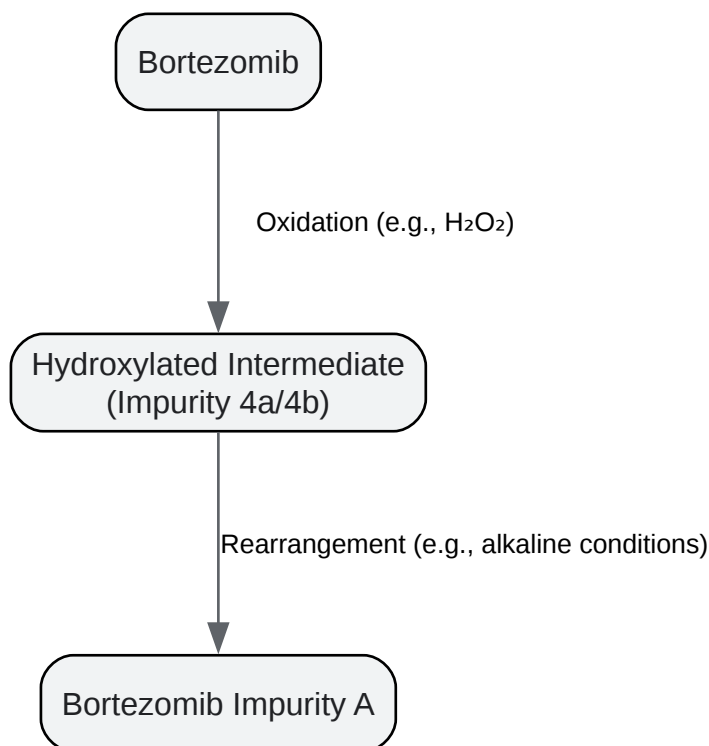 Bortezomib
Oxidation (e.g., H₂O₂)
Hydroxylated Intermediate
(Impurity 4a/4b)
Rearrangement (e.g., alkaline conditions)
Bortezomib Impurity A